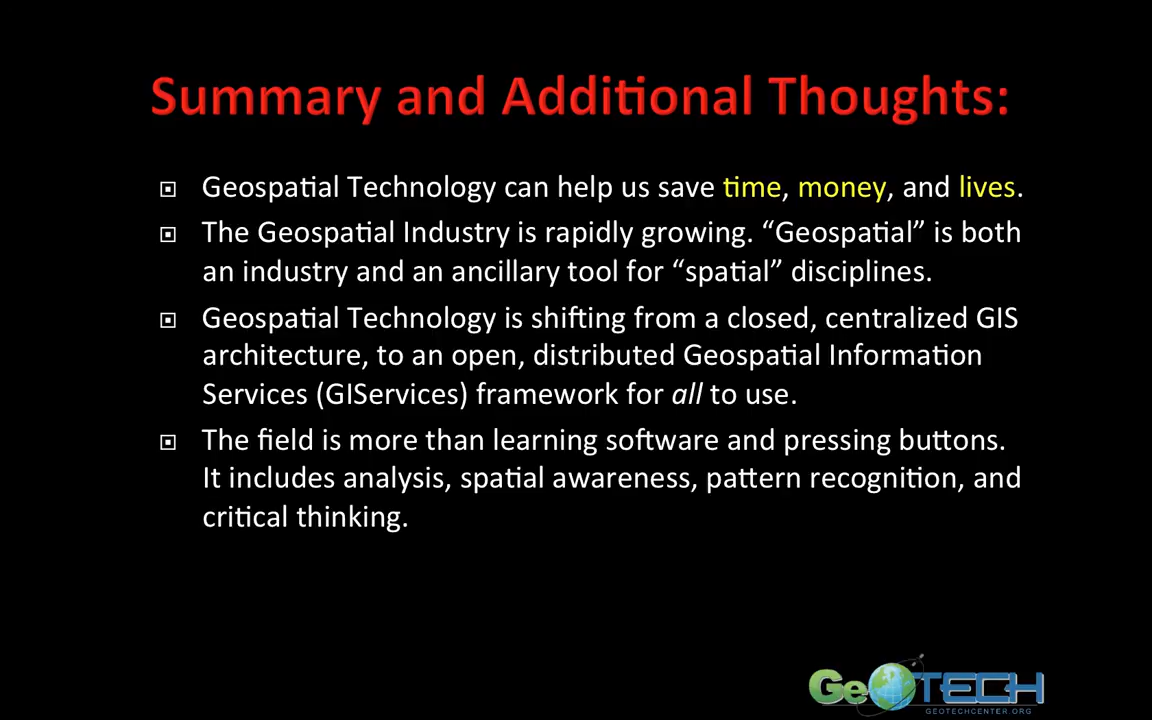 Summary and Additional Thoughts:
Geospatial Technology can help us save time, money, and lives.
The Geospatial Industry is rapidly growing. “Geospatial” is both
an industry and an ancillary tool for “spatial” disciplines.
Geospatial Technology is shifting from a closed, centralized GIS
architecture, to an open, distributed Geospatial Information
Services (GIServices) framework for all to use.
The field is more than learning software and pressing buttons.
It includes analysis, spatial awareness, pattern recognition, and
critical thinking.
GeoTECH
GEOTECHCENTER.ORG